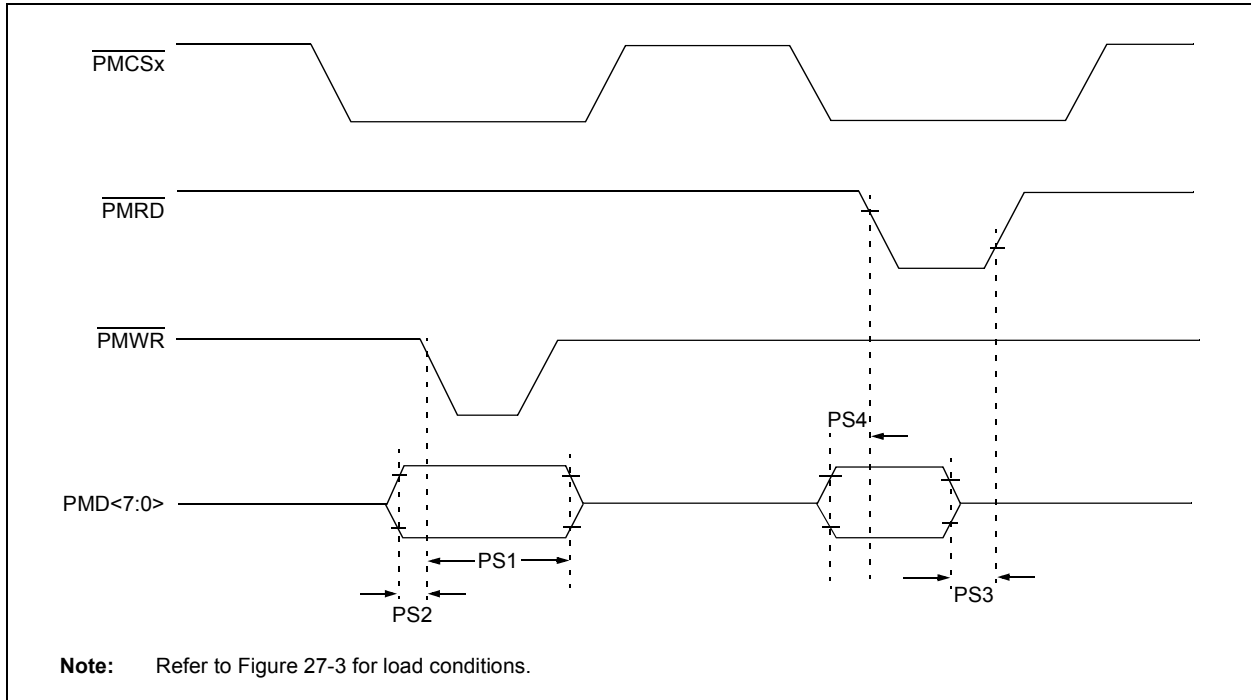 PMCSx
PMRD
PMWR
PS4
PMD<7:0>
PS1
PS3
PS2
Note: Refer to Figure 27-3 for load conditions.